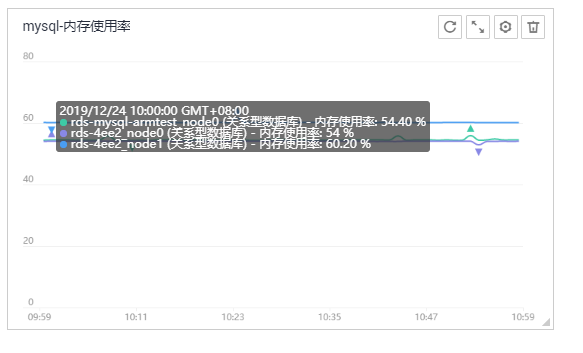 mysql-内存使用率
80
2019/12/24 10:00:00 GMT+08:00
60
rds-mysql-armtest_node0 (关系型数据库) - 内存使用率: 54.40 %
rds-4ee2_node0 (关系型数据库) - 内存使用率: 54 %
rds-4ee2_node1 (关系型数据库) - 内存使用率: 60.20 %
40
20
0
09:59 10:11 10:23 10:35 10:47 10:59